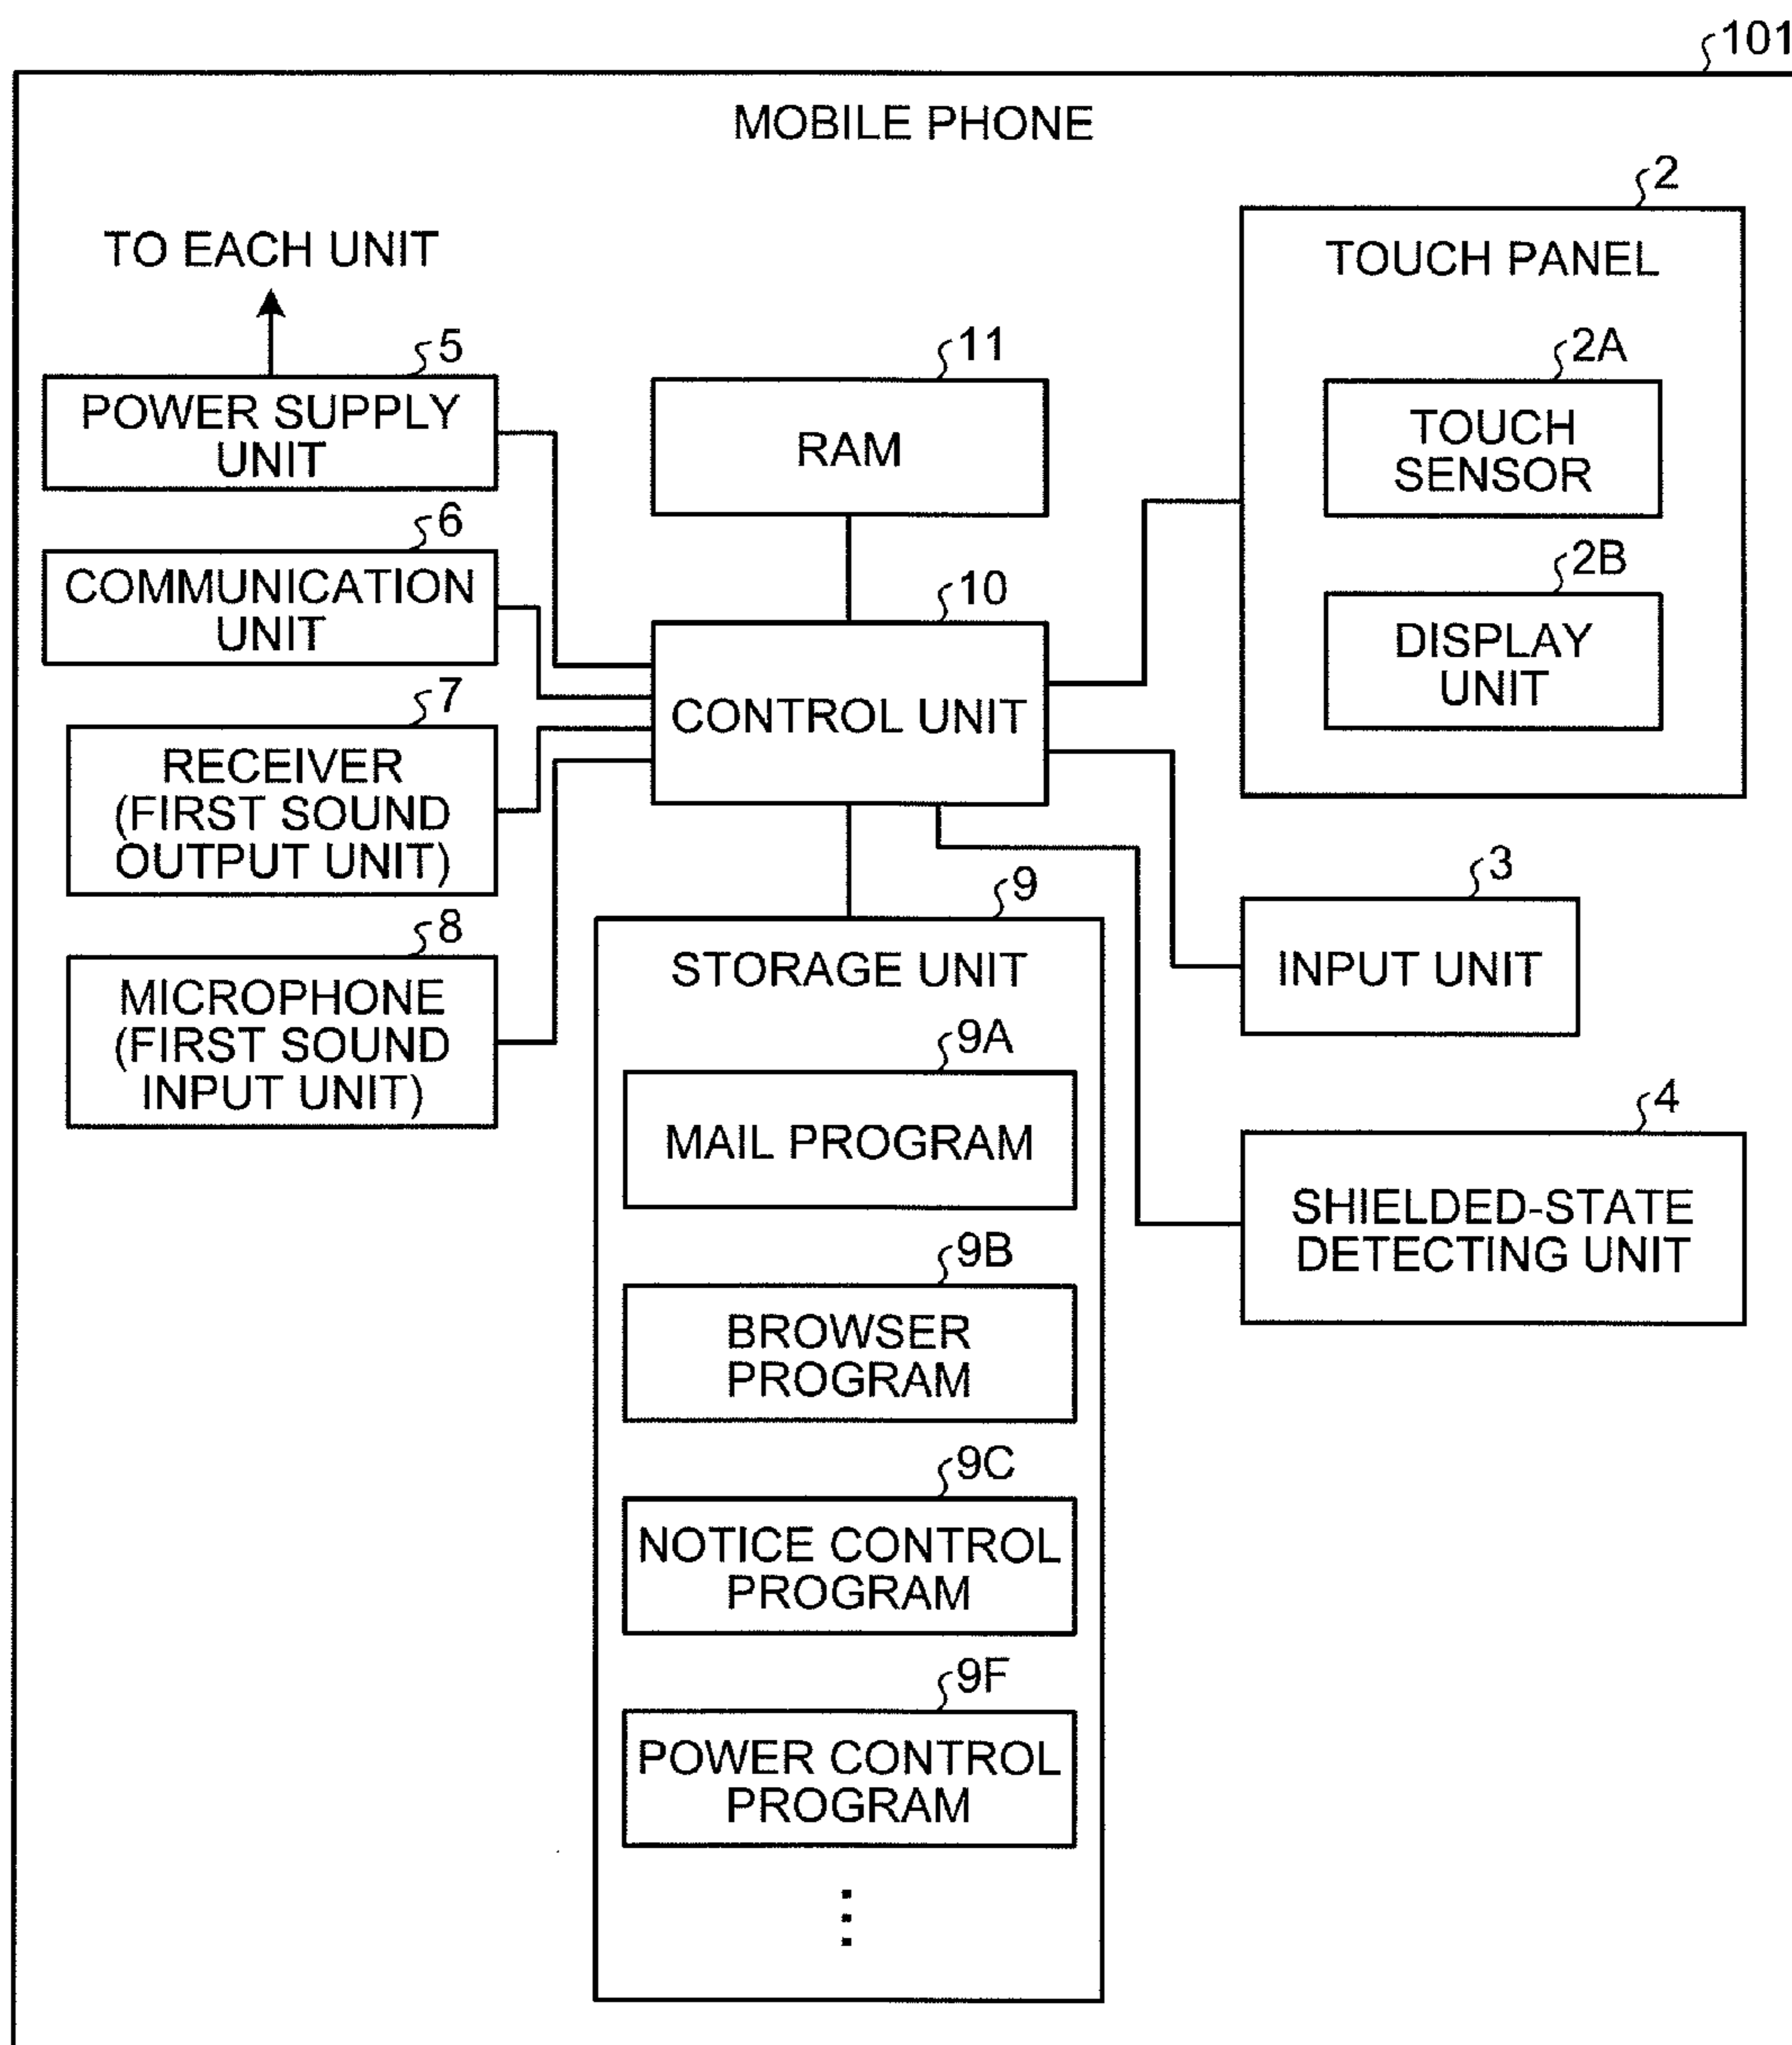 101
MOBILE PHONE
2
TO EACH UNIT
TOUCH PANEL
5
POWER SUPPLY
UNIT
11
RAM
2A
TOUCH
SENSOR
6
COMMUNICATION
UNIT
10
CONTROL UNIT
2B
DISPLAY
UNIT
7
RECEIVER
(FIRST SOUND
OUTPUT UNIT)
8
MICROPHONE
(FIRST SOUND
INPUT UNIT)
9
STORAGE UNIT
3
INPUT UNIT
9A
MAIL PROGRAM
4
SHIELDED-STATE
DETECTING UNIT
9B
BROWSER
PROGRAM
9C
NOTICE CONTROL
PROGRAM
9F
POWER CONTROL
PROGRAM